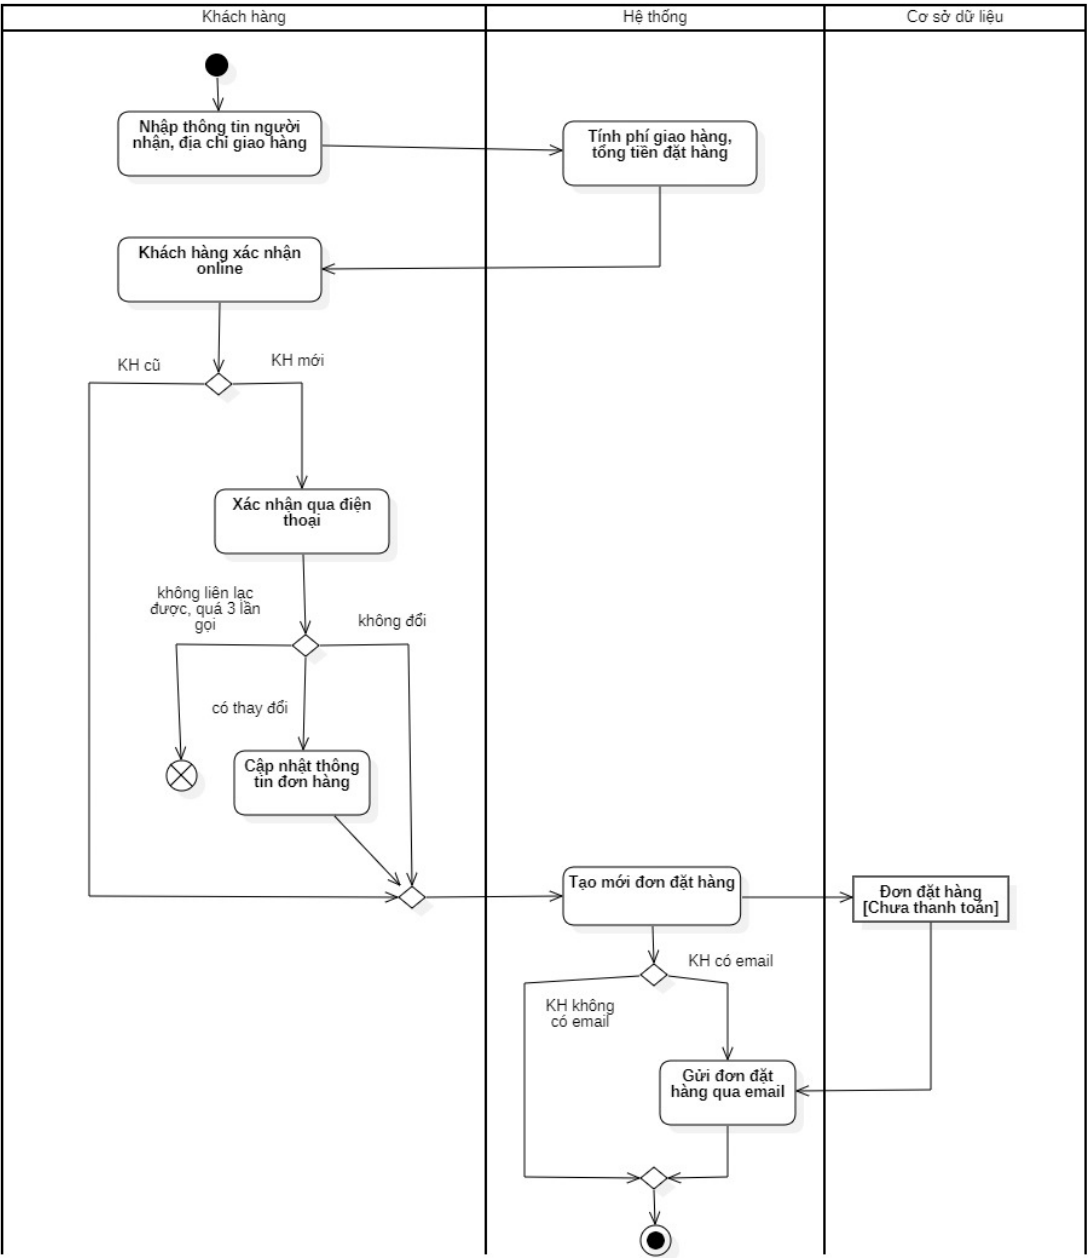 Khách hàng
Hệ thống
Cơ sở dữ liệu
Nhập thông tin người
nhận, địa chỉ giao hàng
Tính phí giao hàng,
tổng tiền đặt hàng
Khách hàng xác nhận
online
KH cũ
KH mới
Xác nhận qua điện
thoại
không liên lạc
được, quá 3 lần
gọi
không đổi
có thay đổi
Cập nhật thông
tin đơn hàng
Tạo mới đơn đặt hàng
Đơn đặt hàng
[Chưa thanh toán]
KH có email
KH không
có email
Gửi đơn đặt
hàng qua email